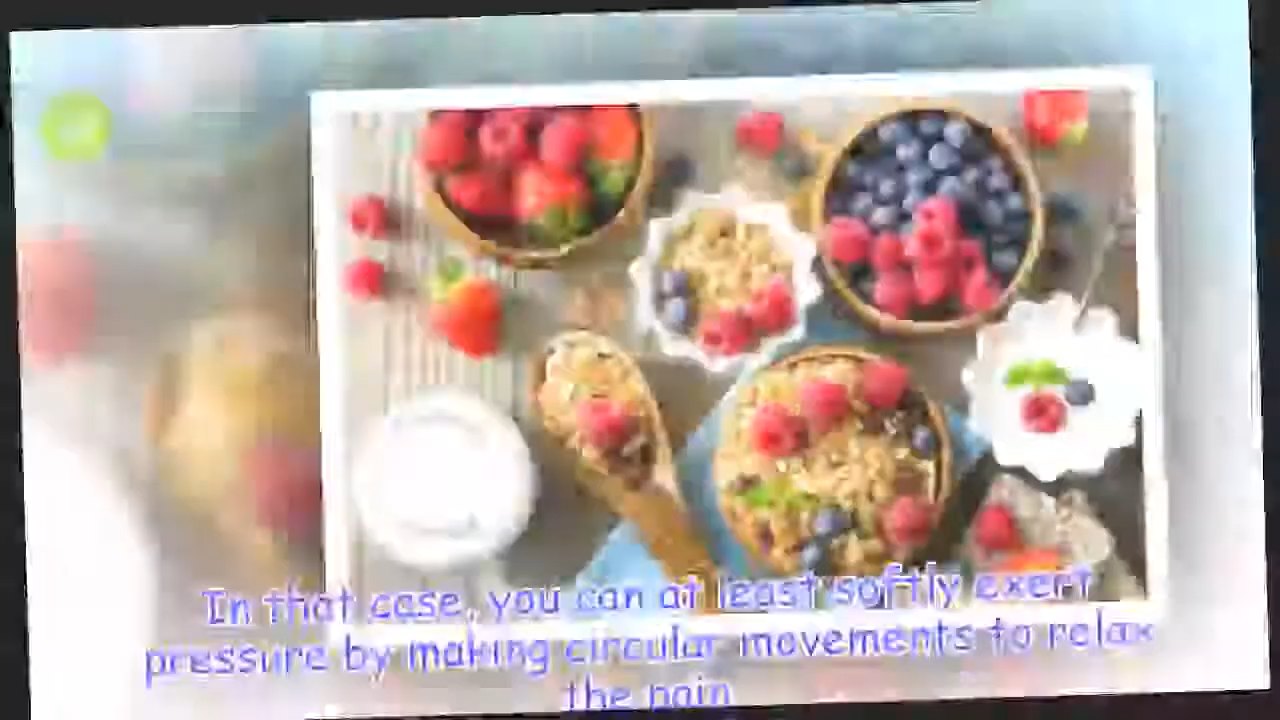 In that case, you can at least softly exert
pressure by making circular movements to relax
the pain